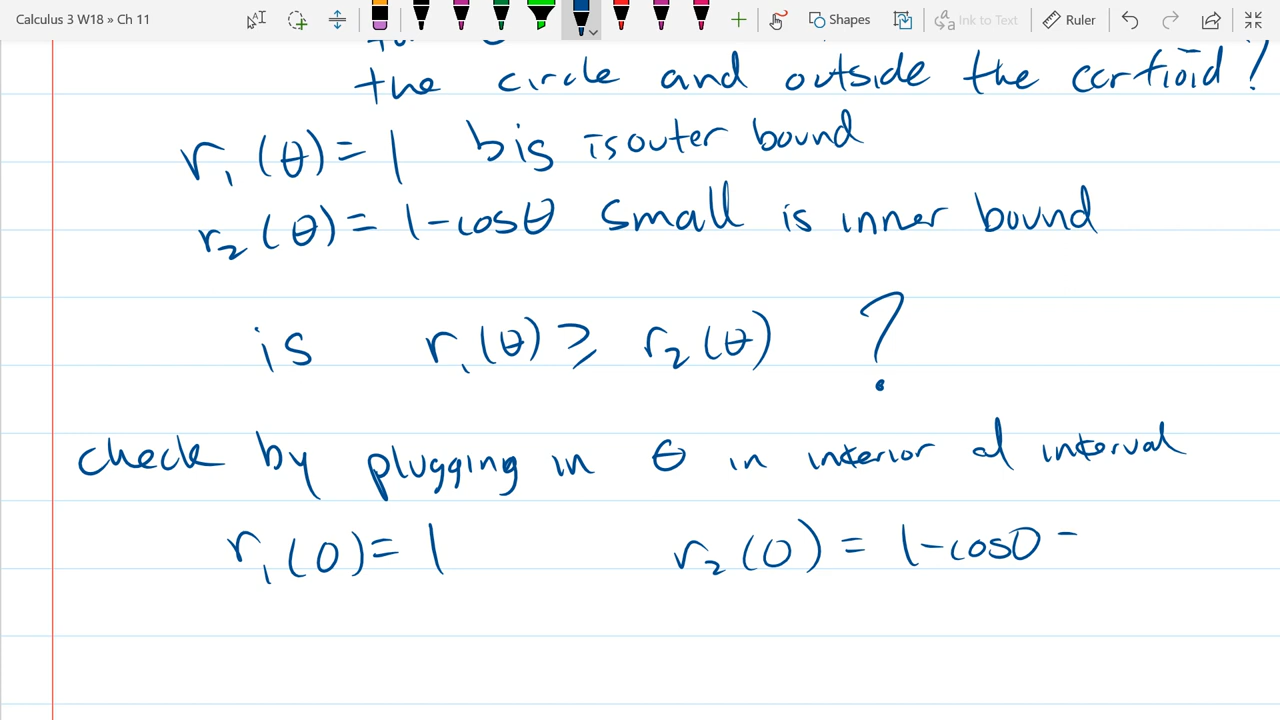 Calculus 3 W18 » Ch 11
Shapes
Ink to Text
Ruler
the circle and outside the carfioid!
r₁(θ)=1 big is outer bound
r₂(θ)= 1-cosθ small is inner bound
is r₁(θ) ≥ r₂(θ) ?
check by plugging in θ in interior of interval
r₁(0)=1 r₂(0) = 1-cos0 =